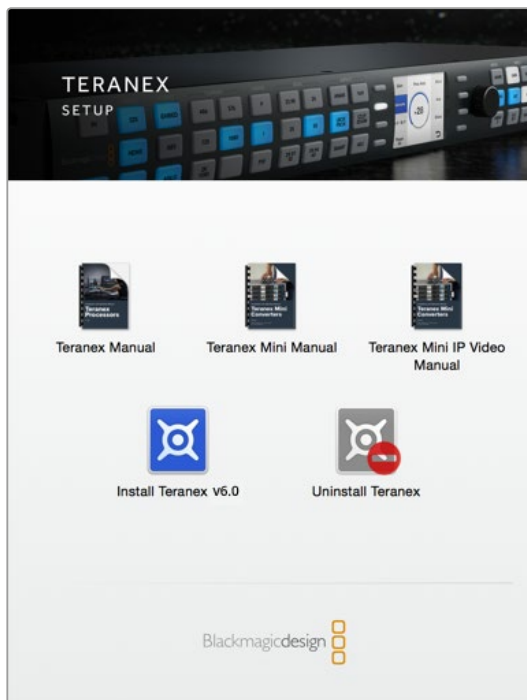 TERANEX
SETUP
Teranex Manual
Teranex Mini Manual
Teranex Mini IP Video
Manual
Install Teranex v6.0
Uninstall Teranex
Blackmagicdesign